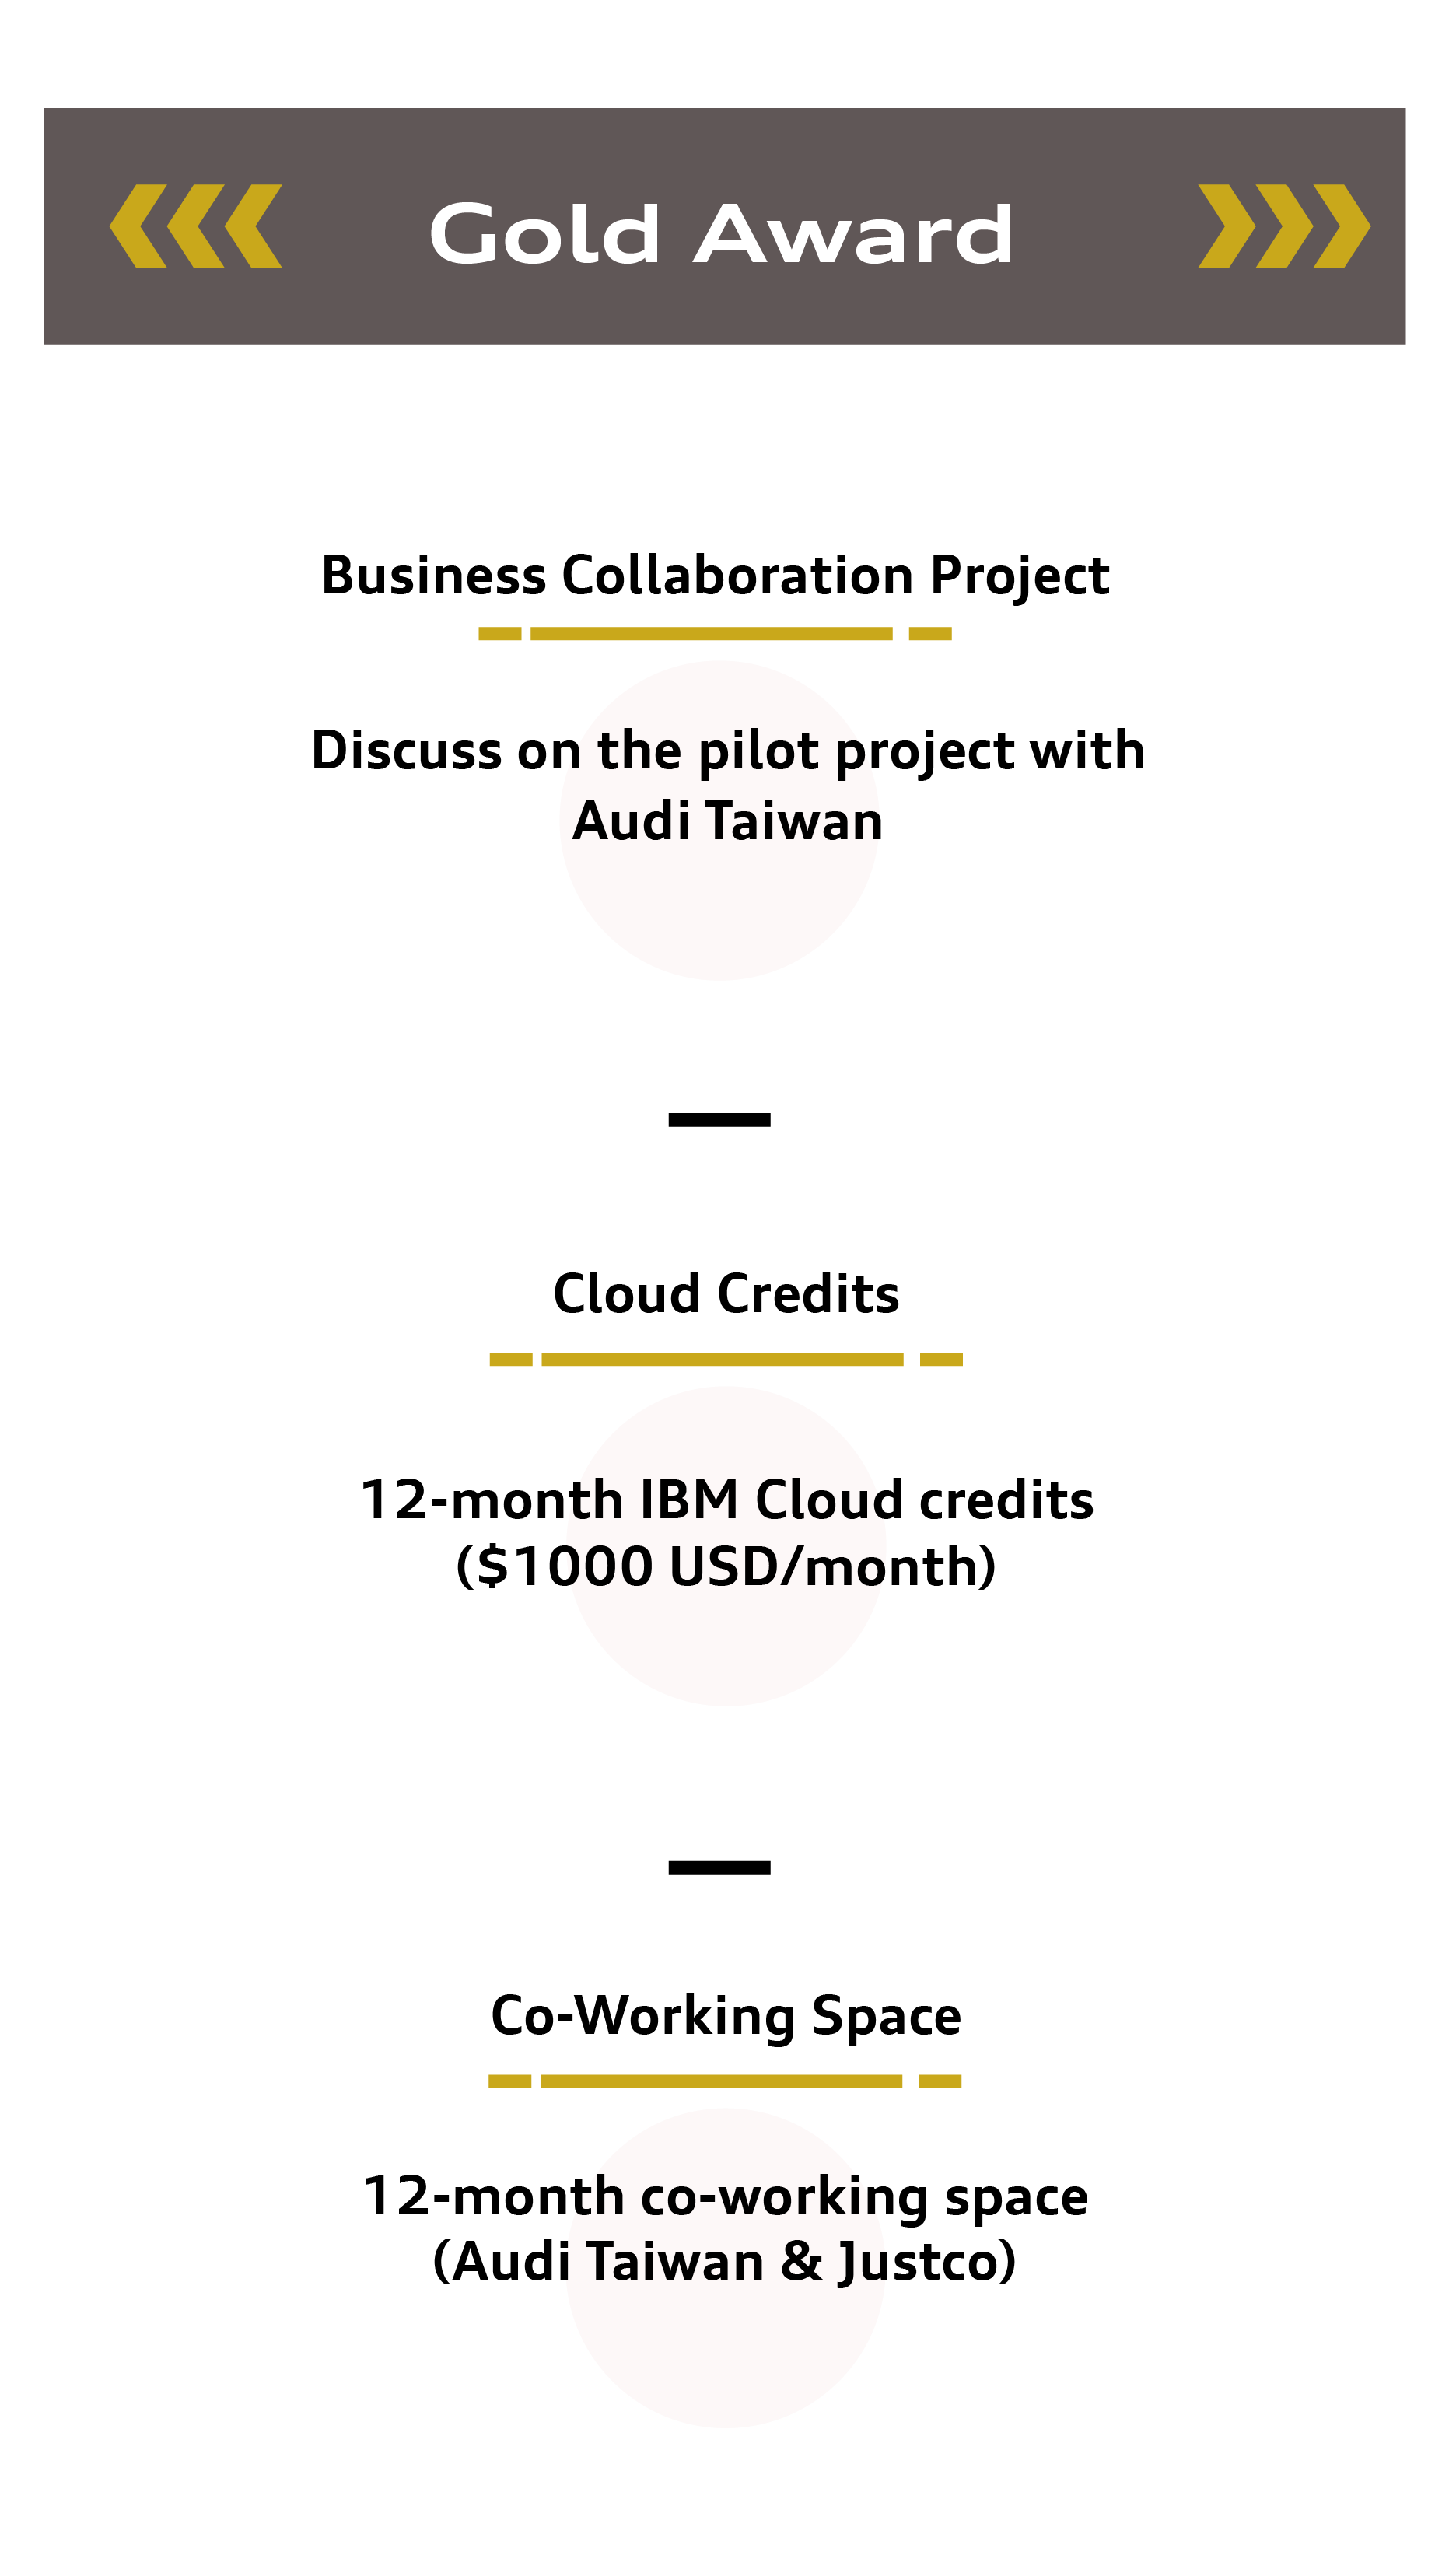 Gold Award
Business Collaboration Project
Discuss on the pilot project with
Audi Taiwan
Cloud Credits
12-month IBM Cloud credits
($1000 USD/month)
Co-Working Space
12-month co-working space
(Audi Taiwan & Justco)